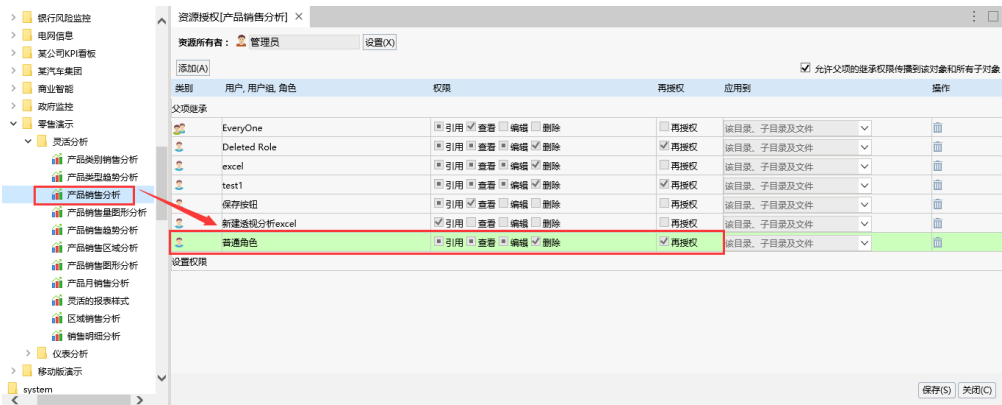 银行风险监控
电网信息
某公司KPI看板
某汽车集团
商业智能
政府监控
零售演示
灵活分析
产品类别销售分析
产品类型趋势分析
产品销售分析
产品销售量图形分析
产品销售趋势分析
产品销售区域分析
产品销售图形分析
产品月销售分析
灵活的报表样式
区域销售分析
销售明细分析
仪表分析
移动版演示
system
资源授权[产品销售分析] ×
资源所有者： 管理员 设置(X)
添加(A) 允许父项的继承权限传播到该对象和所有子对象
类别 用户, 用户组, 角色 权限 再授权 应用到 操作
父项继承
EveryOne 引用 查看 编辑 删除 再授权 该目录、子目录及文件
Deleted Role 引用 查看 编辑 删除 再授权 该目录、子目录及文件
excel 引用 查看 编辑 删除 再授权 该目录、子目录及文件
test1 引用 查看 编辑 删除 再授权 该目录、子目录及文件
保存按钮 引用 查看 编辑 删除 再授权 该目录、子目录及文件
新建透视分析excel 引用 查看 编辑 删除 再授权 该目录、子目录及文件
普通角色 引用 查看 编辑 删除 再授权 该目录、子目录及文件
设置权限
保存(S) 关闭(C)